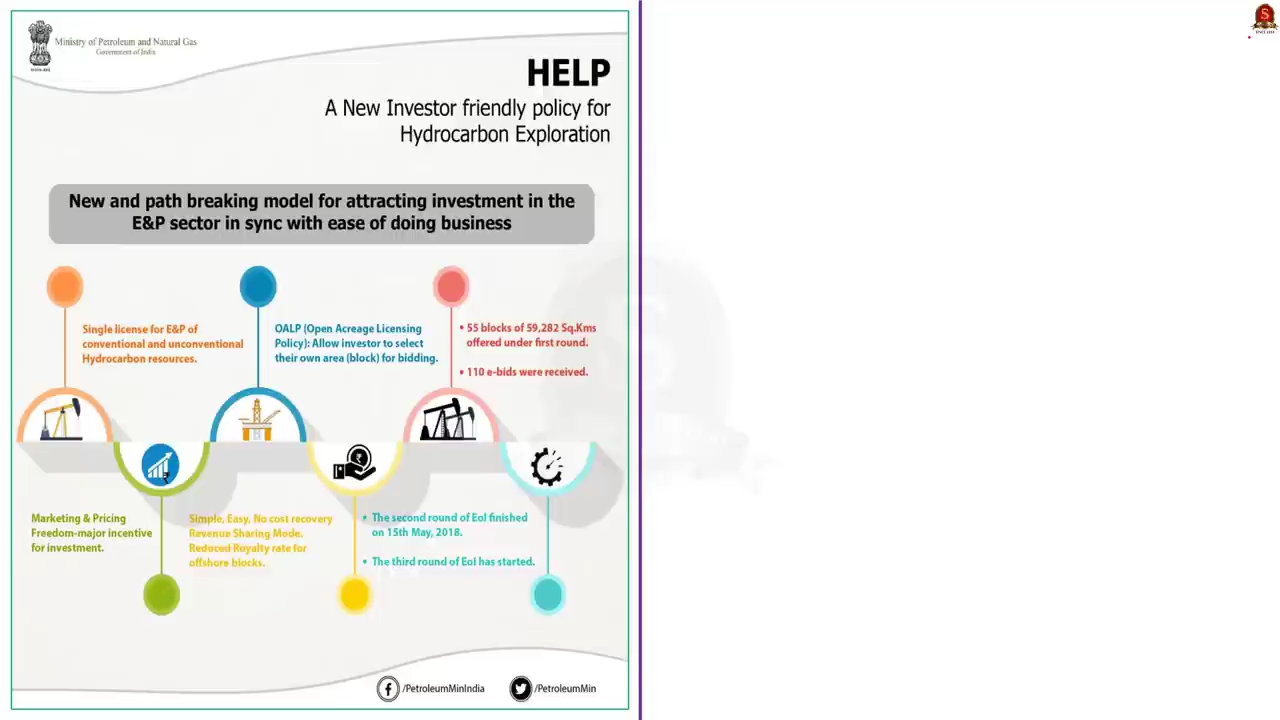 Ministry of Petroleum and Natural Gas
Government of India
HELP
A New Investor friendly policy for
Hydrocarbon Exploration
New and path breaking model for attracting investment in the
E&P sector in sync with ease of doing business
Single license for E&P of
conventional and unconventional
Hydrocarbon resources.
OALP (Open Acreage Licensing
Policy): Allow investor to select
their own area (block) for bidding.
• 55 blocks of 59,282 Sq.Kms
offered under first round.
• 110 e-bids were received.
Marketing & Pricing
Freedom-major incentive
for investment.
Simple, Easy, No cost recovery
Revenue Sharing Mode.
Reduced Royalty rate for
offshore blocks.
• The second round of EoI finished
on 15th May, 2018.
• The third round of EoI has started.
/PetroleumMinIndia
/PetroleumMin